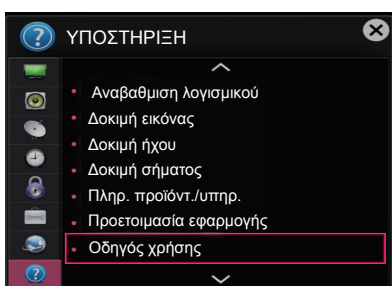 ΥΠΟΣΤΗΡΙΞΗ
Αναβαθμιση λογισμικού
Δοκιμή εικόνας
Δοκιμή ήχου
Δοκιμή σήματος
Πληρ. προϊόντ./υπηρ.
Προετοιμασία εφαρμογής
Οδηγός χρήσης